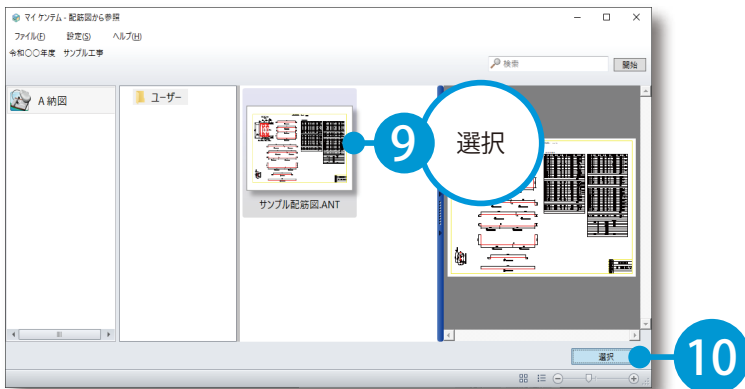 マイ ケンテム - 配筋図から参照
ファイル(F) 設定(S) ヘルプ(H)
令和〇〇年度 サンプル工事
検索
開始
A 納図
ユーザー
サンプル配筋図.ANT
9
選択
選択
10